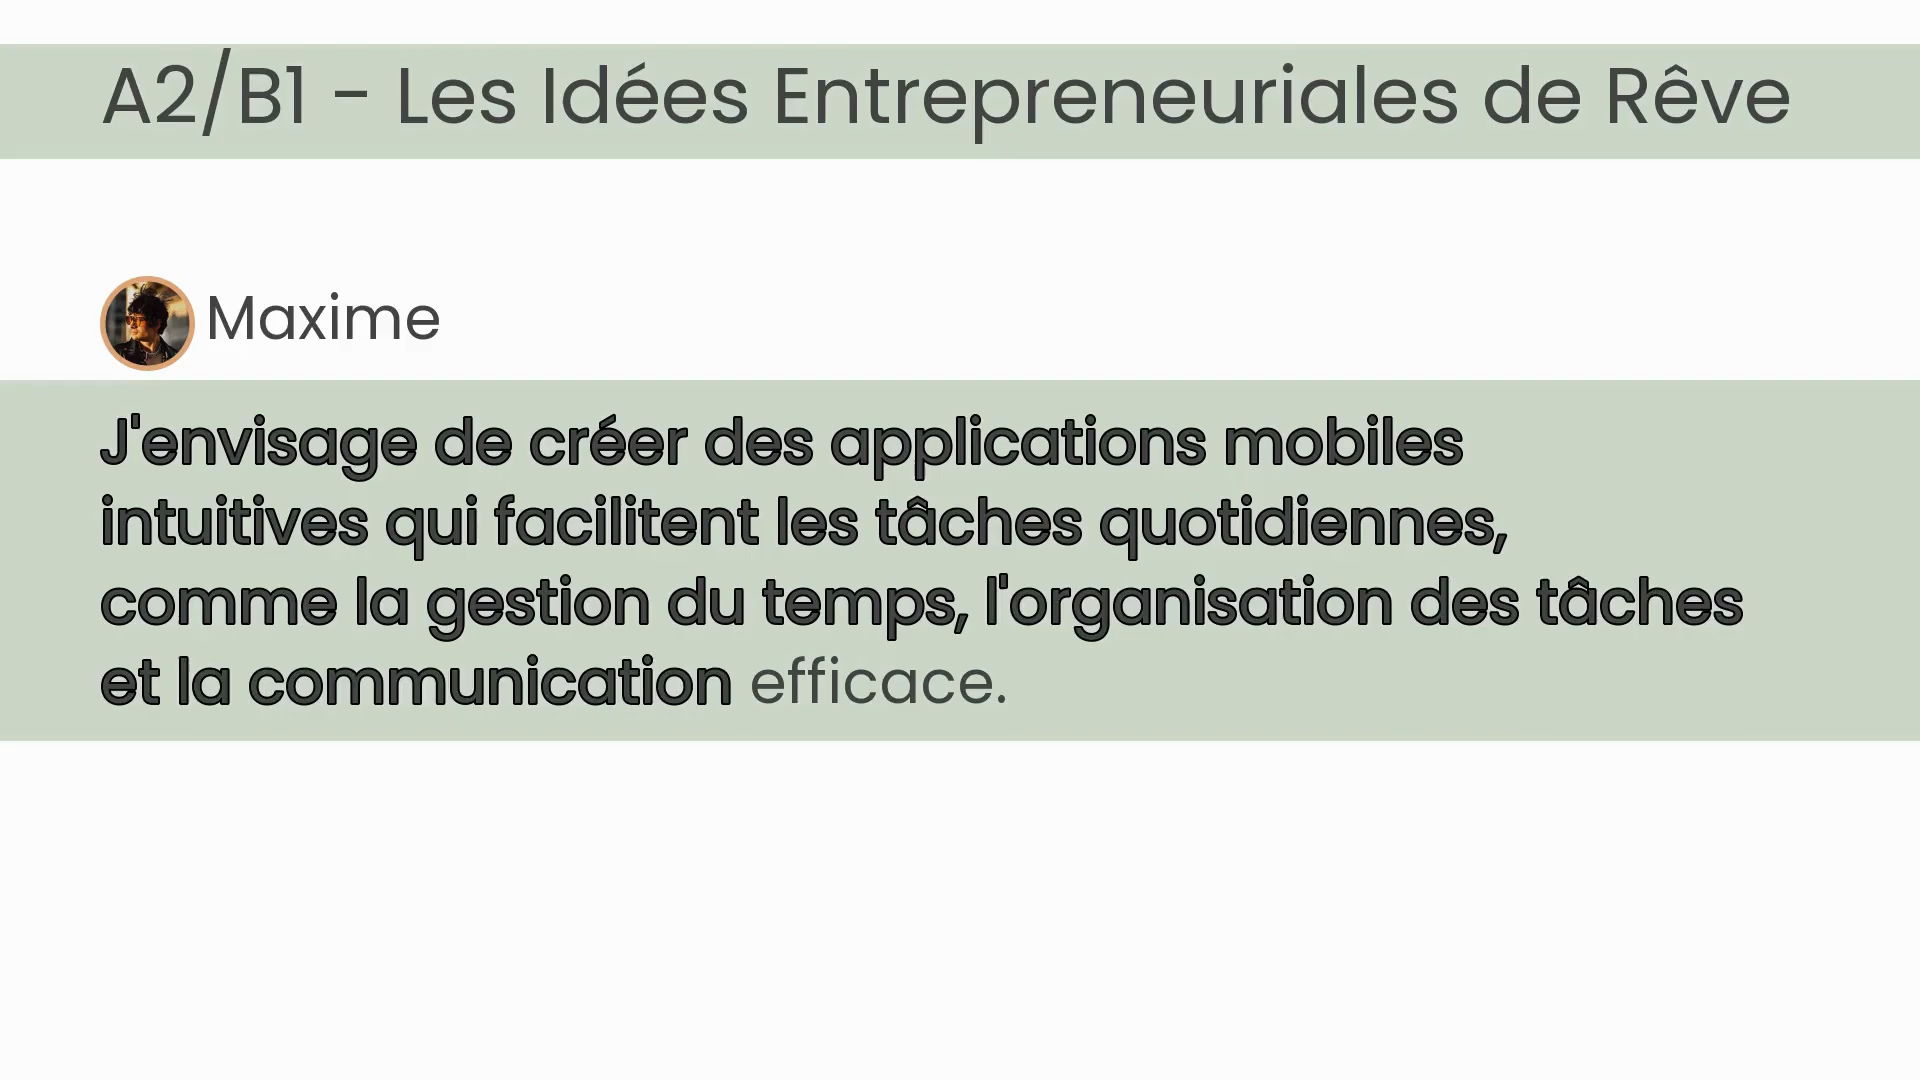 A2/B1 - Les Idées Entrepreneuriales de Rêve
Maxime
J'envisage de créer des applications mobiles
intuitives qui facilitent les tâches quotidiennes,
comme la gestion du temps, l'organisation des tâches
et la communication efficace.